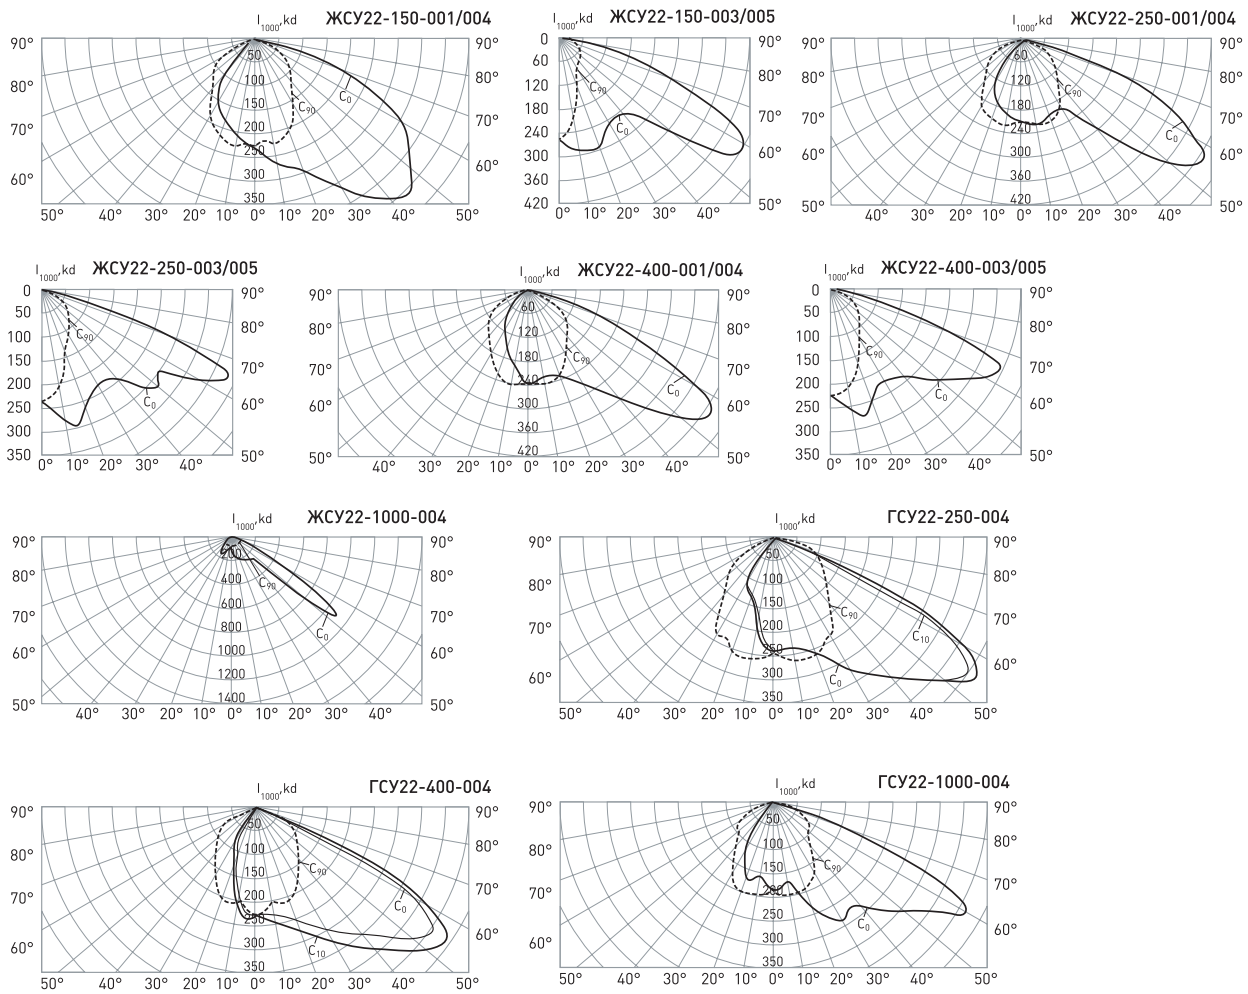 I1000,kd ЖСУ22-150-001/004
90° 50 90°
80° 100 C0 80°
150 C90
70° 200 70°
250
60° 300 60°
350
50° 40° 30° 20° 10° 0° 10° 20° 30° 40° 50°
I1000,kd ЖСУ22-150-003/005
0 90°
60 80°
120 C90
180 70°
240 C0
300 60°
360
420 50°
0° 10° 20° 30° 40°
I1000,kd ЖСУ22-250-001/004
90° 60 90°
80° 120 C90 80°
180
70° 240 C0 70°
300
60° 360 60°
420 50°
40° 30° 20° 10° 0° 10° 20° 30° 40°
I1000,kd ЖСУ22-250-003/005
0 90°
50 80°
100 C90
150 70°
200
250 C0 60°
300
350 50°
0° 10° 20° 30° 40°
I1000,kd ЖСУ22-400-001/004
90° 60 90°
80° 120 80°
180 C90
70° 240 C0 70°
60° 300 60°
360
50° 420 50°
40° 30° 20° 10° 0° 10° 20° 30° 40°
I1000,kd ЖСУ22-400-003/005
0 90°
50 80°
100 C90
150 70°
200 C0
250 60°
300
350 50°
0° 10° 20° 30° 40°
I1000,kd ЖСУ22-1000-004
90° 200 90°
80° 400 C90 80°
70° 600 70°
800 C0
60° 1000 60°
1200
50° 1400 50°
40° 30° 20° 10° 0° 10° 20° 30° 40°
I1000,kd ГСУ22-250-004
90° 50 90°
80° 100 80°
150 C90
70° 200 C10 70°
250
60° 300 C0 60°
350
50° 40° 30° 20° 10° 0° 10° 20° 30° 40° 50°
I1000,kd ГСУ22-400-004
90° 50 90°
80° 100 80°
150 C90
70° 200 C0 70°
250
60° 300 C10 60°
350
50° 40° 30° 20° 10° 0° 10° 20° 30° 40° 50°
I1000,kd ГСУ22-1000-004
90° 50 90°
80° 100 80°
150 C90
70° 200 70°
250 C0
60° 300 60°
350
50° 40° 30° 20° 10° 0° 10° 20° 30° 40° 50°